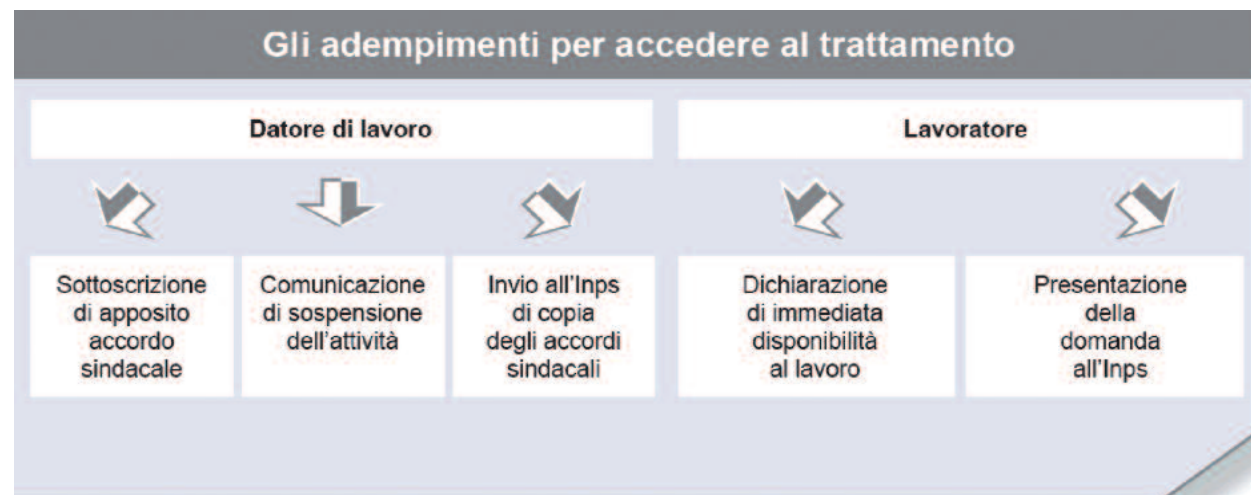 Gli adempimenti per accedere al trattamento
Datore di lavoro
Lavoratore
Sottoscrizione
di apposito
accordo
sindacale
Comunicazione
di sospensione
dell'attività
Invio all'Inps
di copia
degli accordi
sindacali
Dichiarazione
di immediata
disponibilità
al lavoro
Presentazione
della
domanda
all'Inps